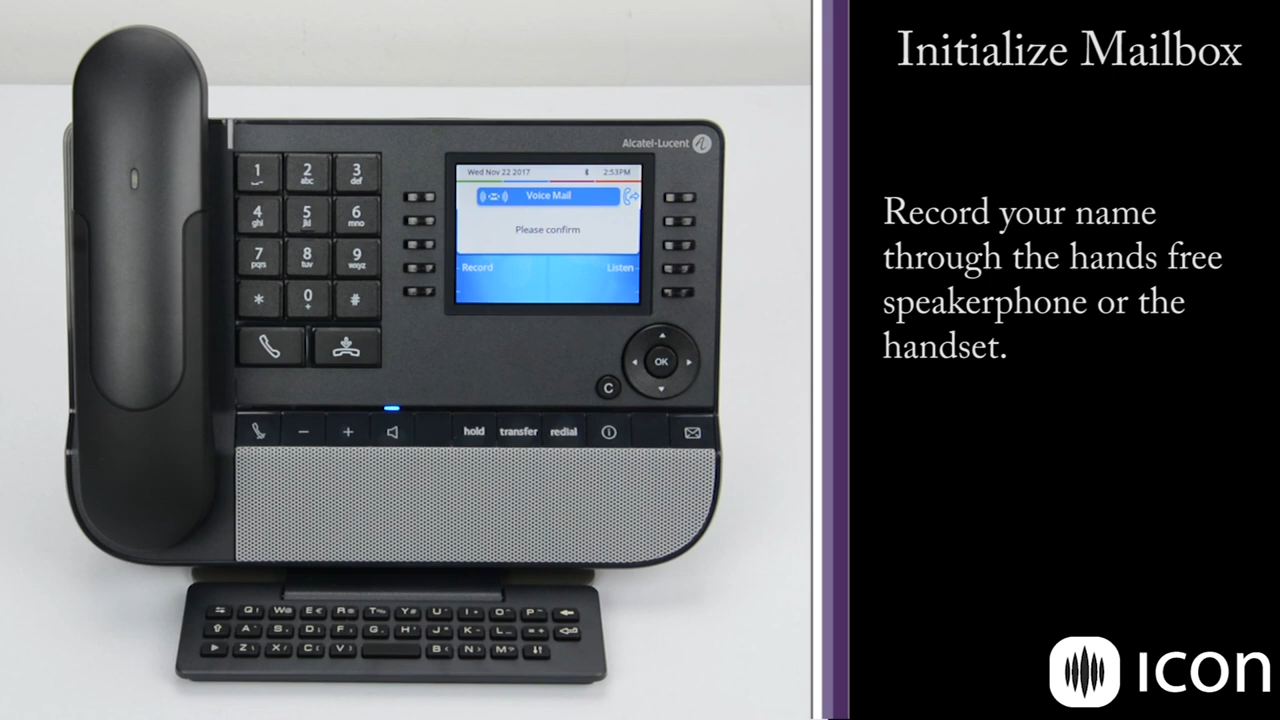 Initialize Mailbox
Record your name
through the hands free
speakerphone or the
handset.
icon
Alcatel-Lucent
Wed Nov 22 2017 2:53PM
Voice Mail
Please confirm
Record Listen
1 2 abc 3 def
4 ghi 5 jkl 6 mno
7 pqrs 8 tuv 9 wxyz
* 0 + #
OK
C
− + hold transfer redial i
Q W E R T Y U I O P
A S D F G H J K L
Z X C V B N M